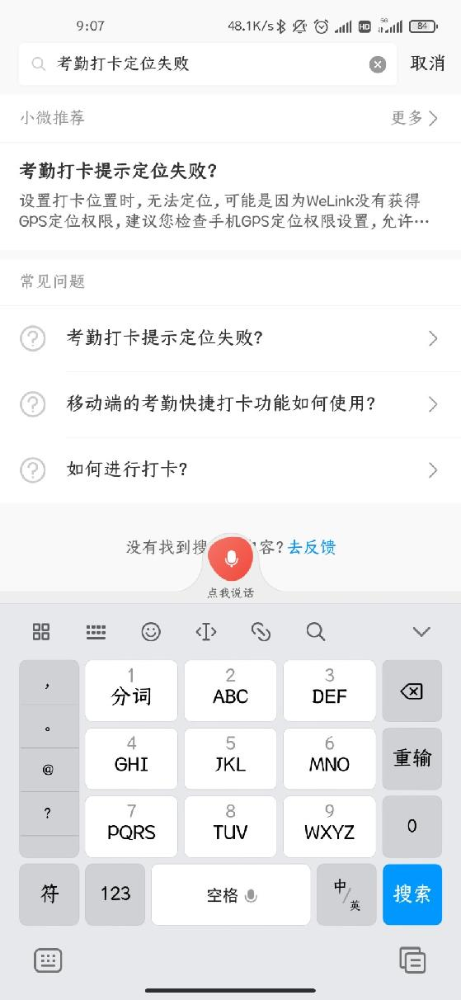 9:07 48.1K/s HD 5G 84
考勤打卡定位失败 取消
小微推荐 更多
考勤打卡提示定位失败?
设置打卡位置时,无法定位,可能是因为WeLink没有获得
GPS定位权限,建议您检查手机GPS定位权限设置,允许…
常见问题
考勤打卡提示定位失败?
移动端的考勤快捷打卡功能如何使用?
如何进行打卡?
没有找到搜 容?去反馈
点我说话
, 1 2 3
分词 ABC DEF
。 4 5 6
@ GHI JKL MNO 重输
? 7 8 9
PQRS TUV WXYZ 0
符 123 空格 中/英 搜索